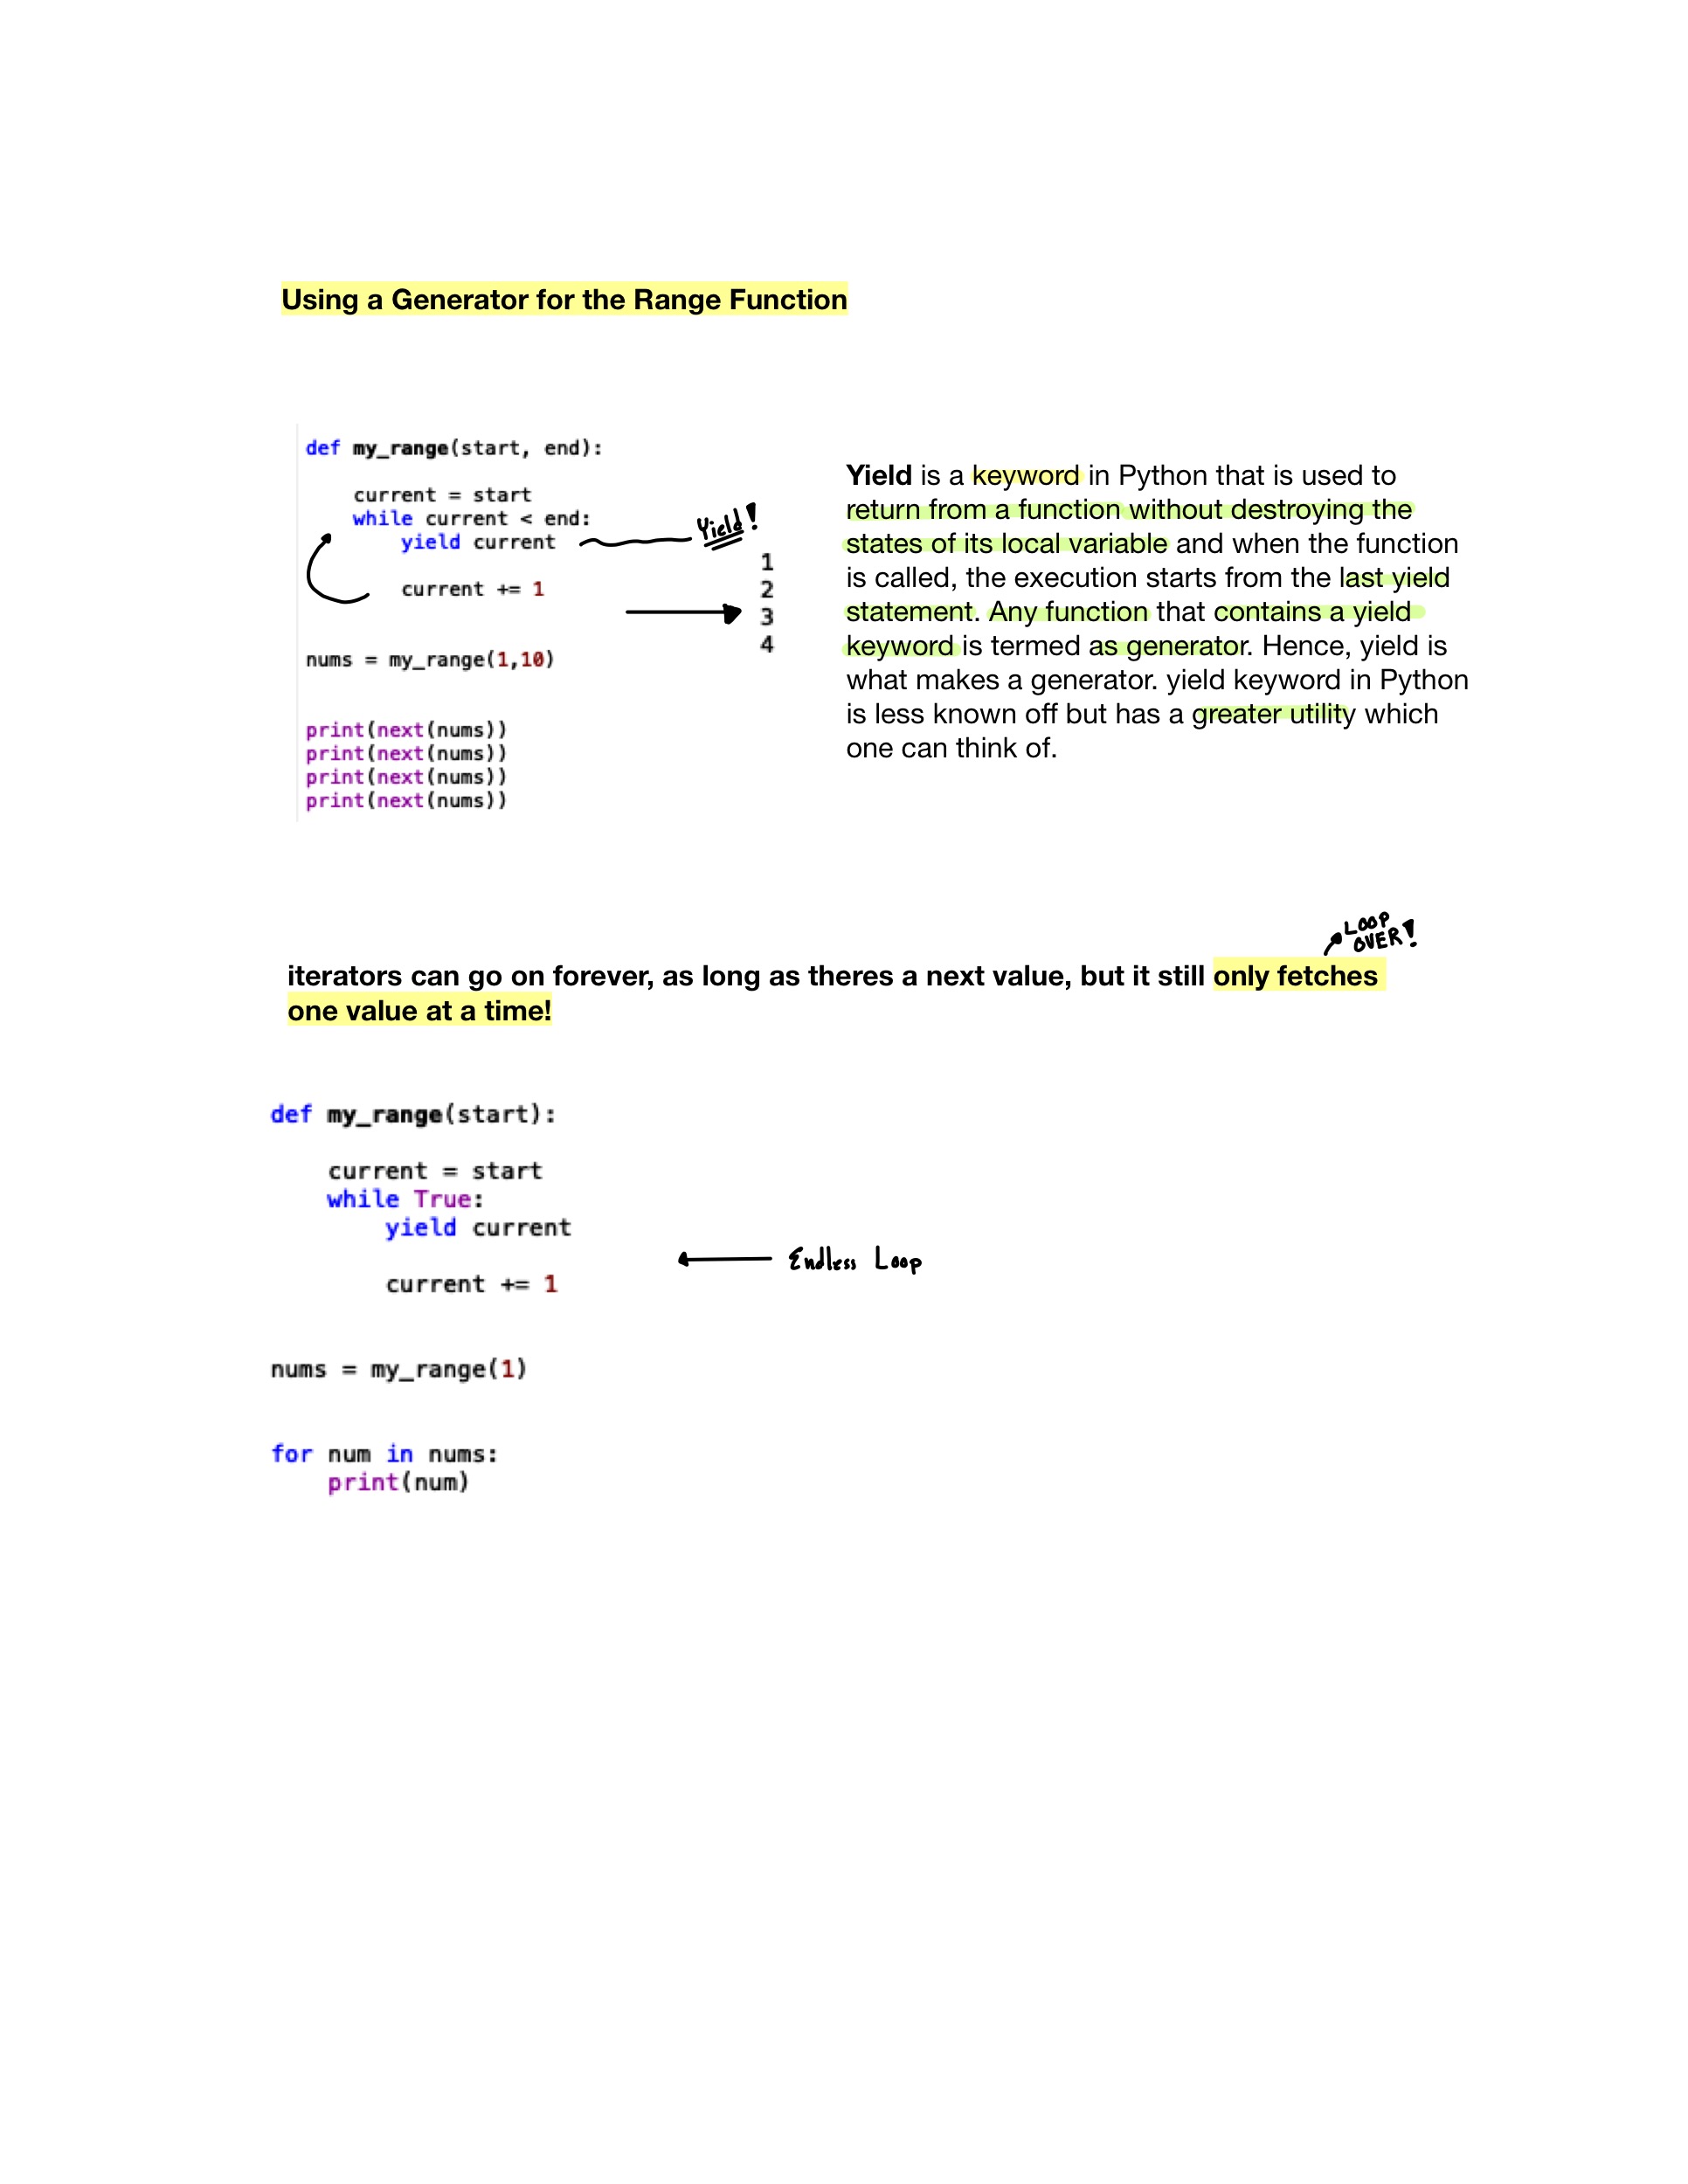 Using a Generator for the Range Function
def my_range(start, end):
    current = start
    while current < end:
        yield current
        current += 1
nums = my_range(1,10)
print(next(nums))
print(next(nums))
print(next(nums))
print(next(nums))
Yield!
1
2
3
4
Yield is a keyword in Python that is used to
return from a function without destroying the
states of its local variable and when the function
is called, the execution starts from the last yield
statement. Any function that contains a yield
keyword is termed as generator. Hence, yield is
what makes a generator. yield keyword in Python
is less known off but has a greater utility which
one can think of.
LOOP
OVER!
iterators can go on forever, as long as theres a next value, but it still only fetches
one value at a time!
def my_range(start):
    current = start
    while True:
        yield current
        current += 1
Endless Loop
nums = my_range(1)
for num in nums:
    print(num)